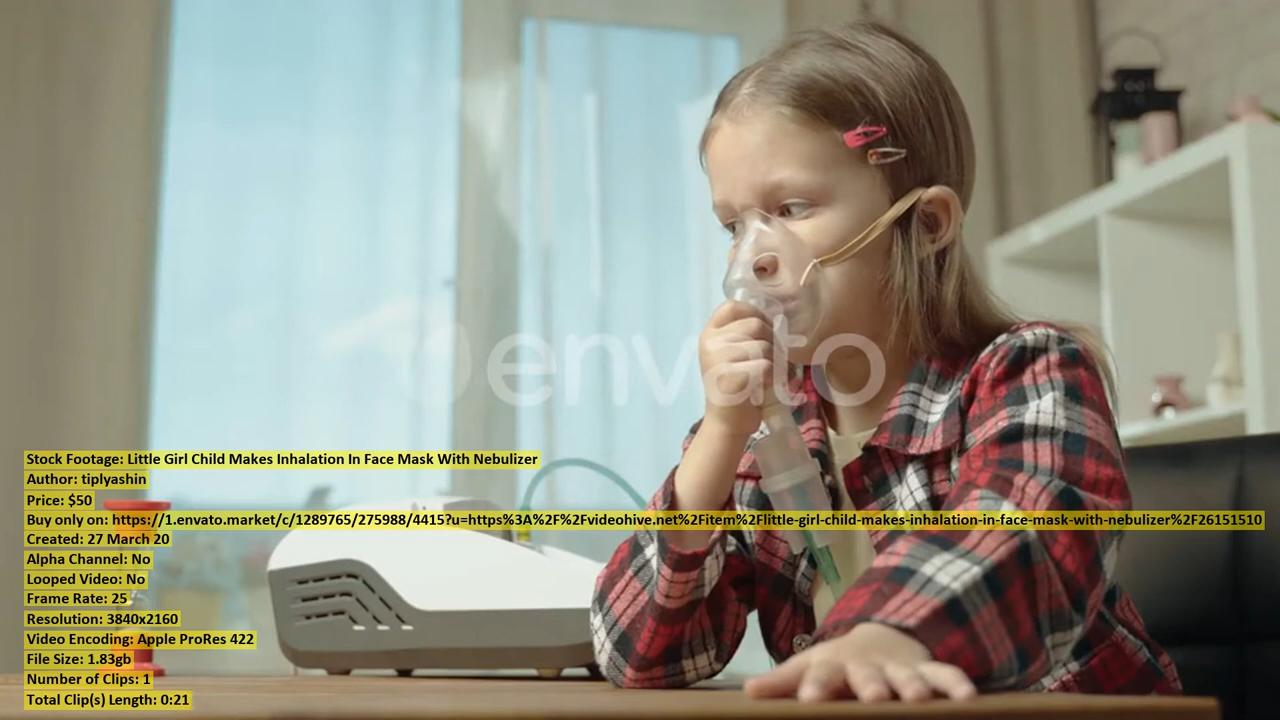 envato
Stock Footage: Little Girl Child Makes Inhalation In Face Mask With Nebulizer
Author: tiplyashin
Price: $50
Buy only on: https://1.envato.market/c/1289765/275988/4415?u=https%3A%2F%2Fvideohive.net%2Fitem%2Flittle-girl-child-makes-inhalation-in-face-mask-with-nebulizer%2F26151510
Created: 27 March 20
Alpha Channel: No
Looped Video: No
Frame Rate: 25
Resolution: 3840x2160
Video Encoding: Apple ProRes 422
File Size: 1.83gb
Number of Clips: 1
Total Clip(s) Length: 0:21